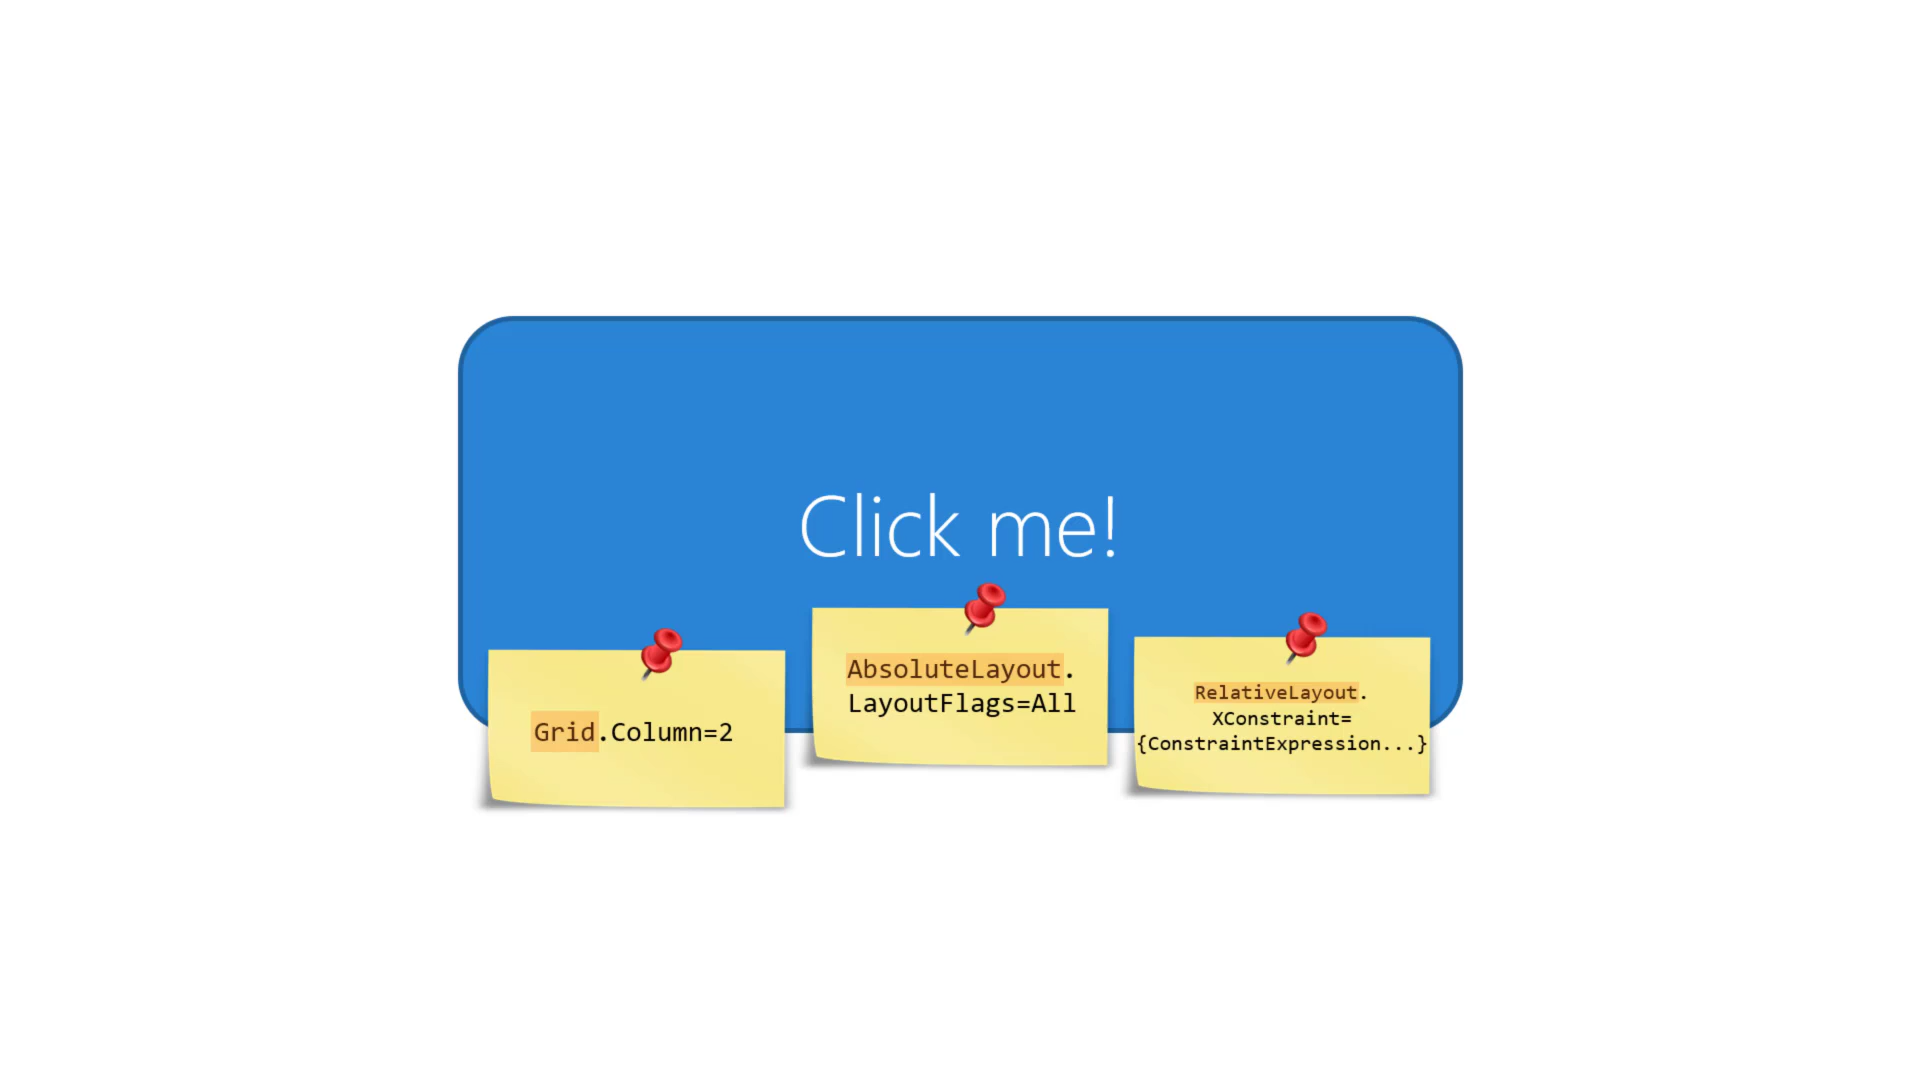 Click me!
Grid.Column=2
AbsoluteLayout.
LayoutFlags=All
RelativeLayout.
XConstraint=
{ConstraintExpression...}